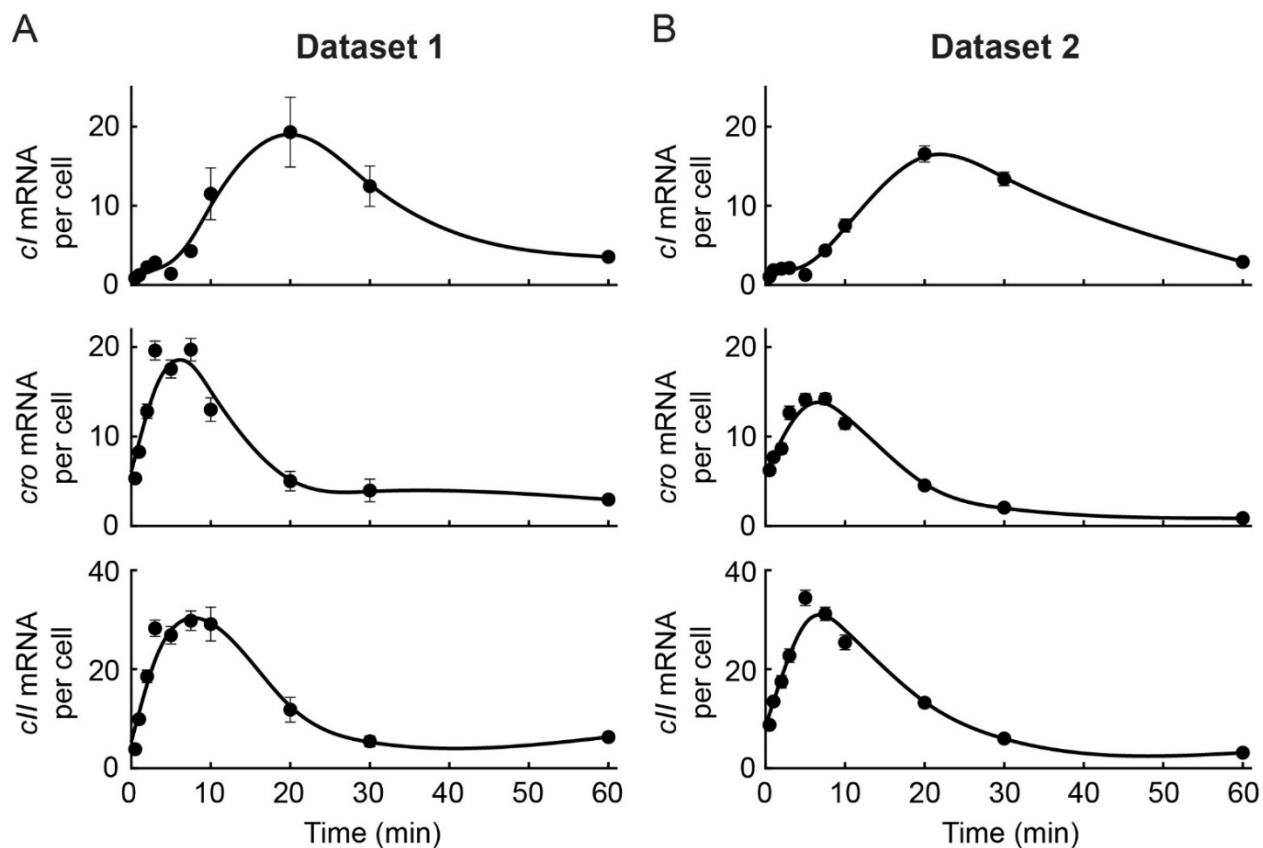 A
Dataset 1
B
Dataset 2
cI mRNA
per cell
20
10
0
cI mRNA
per cell
20
10
0
cro mRNA
per cell
20
10
0
cro mRNA
per cell
20
10
0
cII mRNA
per cell
40
20
0
0 10 20 30 40 50 60
Time (min)
cII mRNA
per cell
40
20
0
0 10 20 30 40 50 60
Time (min)